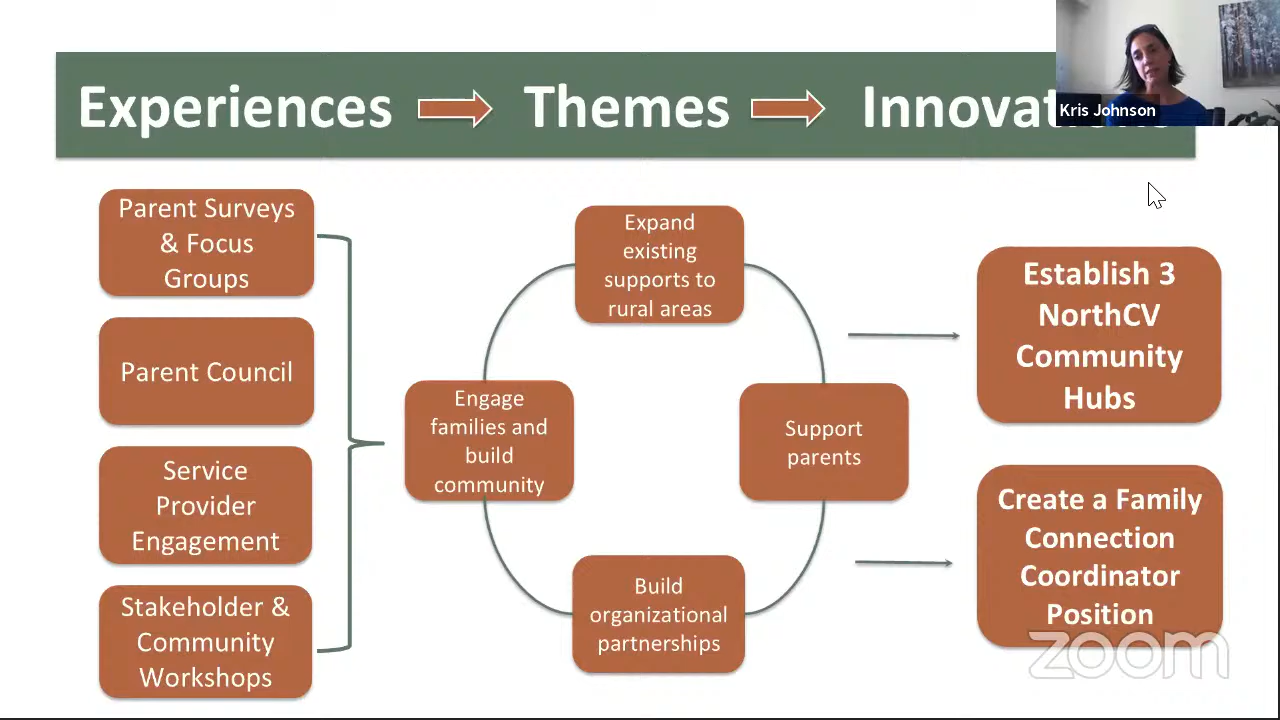 Experiences
Themes
Kris Johnson
Parent Surveys
& Focus
Groups
Parent Council
Service
Provider
Engagement
Stakeholder &
Community
Workshops
Expand
existing
supports to
rural areas
Engage
families and
build
community
Support
parents
Build
organizational
partnerships
Establish 3
NorthCV
Community
Hubs
Create a Family
Connection
Coordinator
Position
zoom